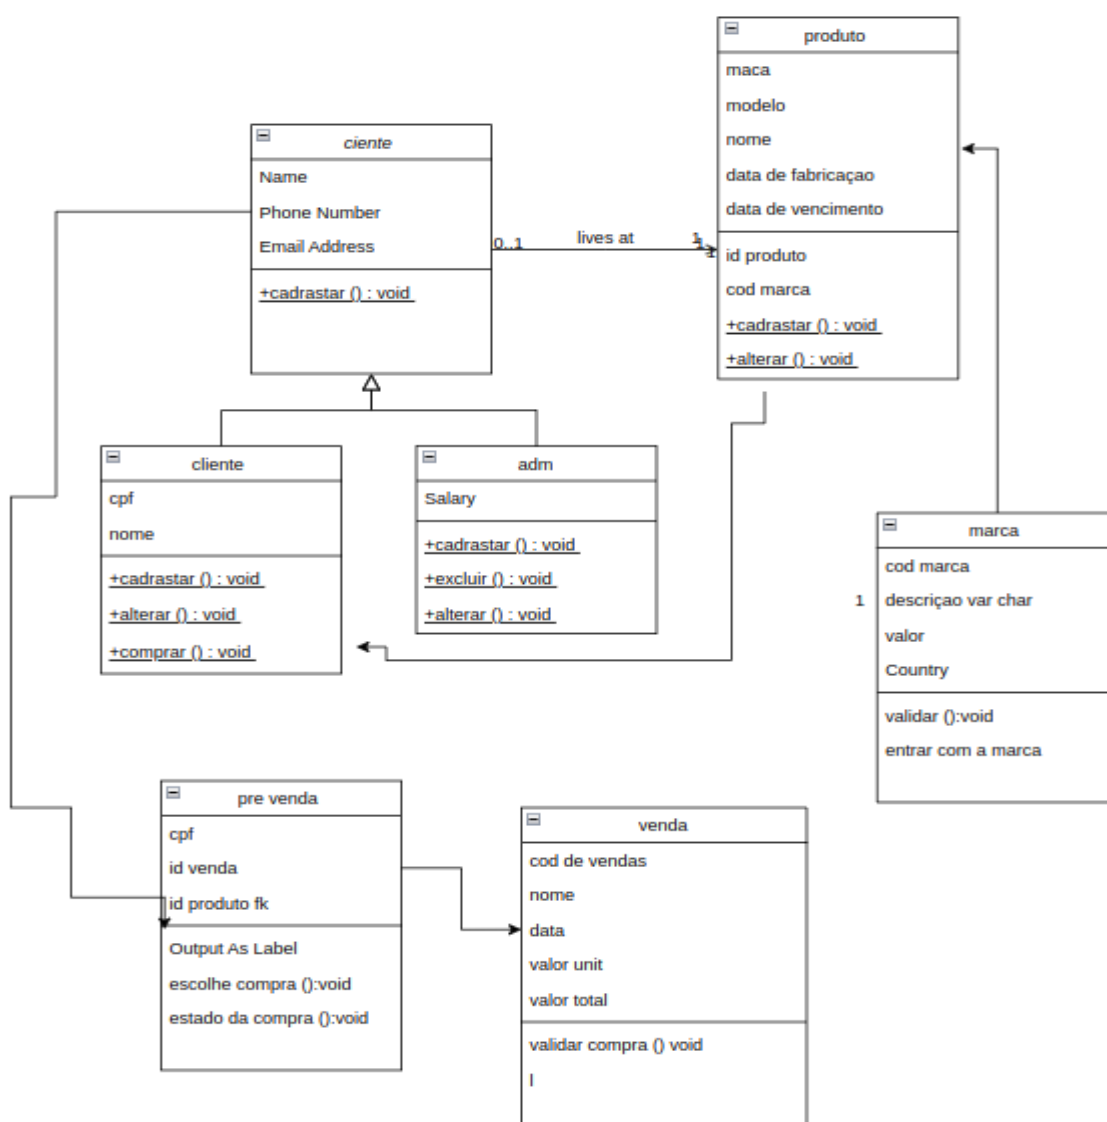 produto
maca
modelo
nome
data de fabricaçao
data de vencimento
id produto
cod marca
+cadrastar () : void
+alterar () : void
ciente
Name
Phone Number
Email Address
+cadrastar () : void
0..1
lives at
1
1
1
cliente
cpf
nome
+cadrastar () : void
+alterar () : void
+comprar () : void
adm
Salary
+cadrastar () : void
+excluir () : void
+alterar () : void
marca
cod marca
1
descriçao var char
valor
Country
validar ():void
entrar com a marca
pre venda
cpf
id venda
id produto fk
Output As Label
escolhe compra ():void
estado da compra ():void
venda
cod de vendas
nome
data
valor unit
valor total
validar compra () void
l